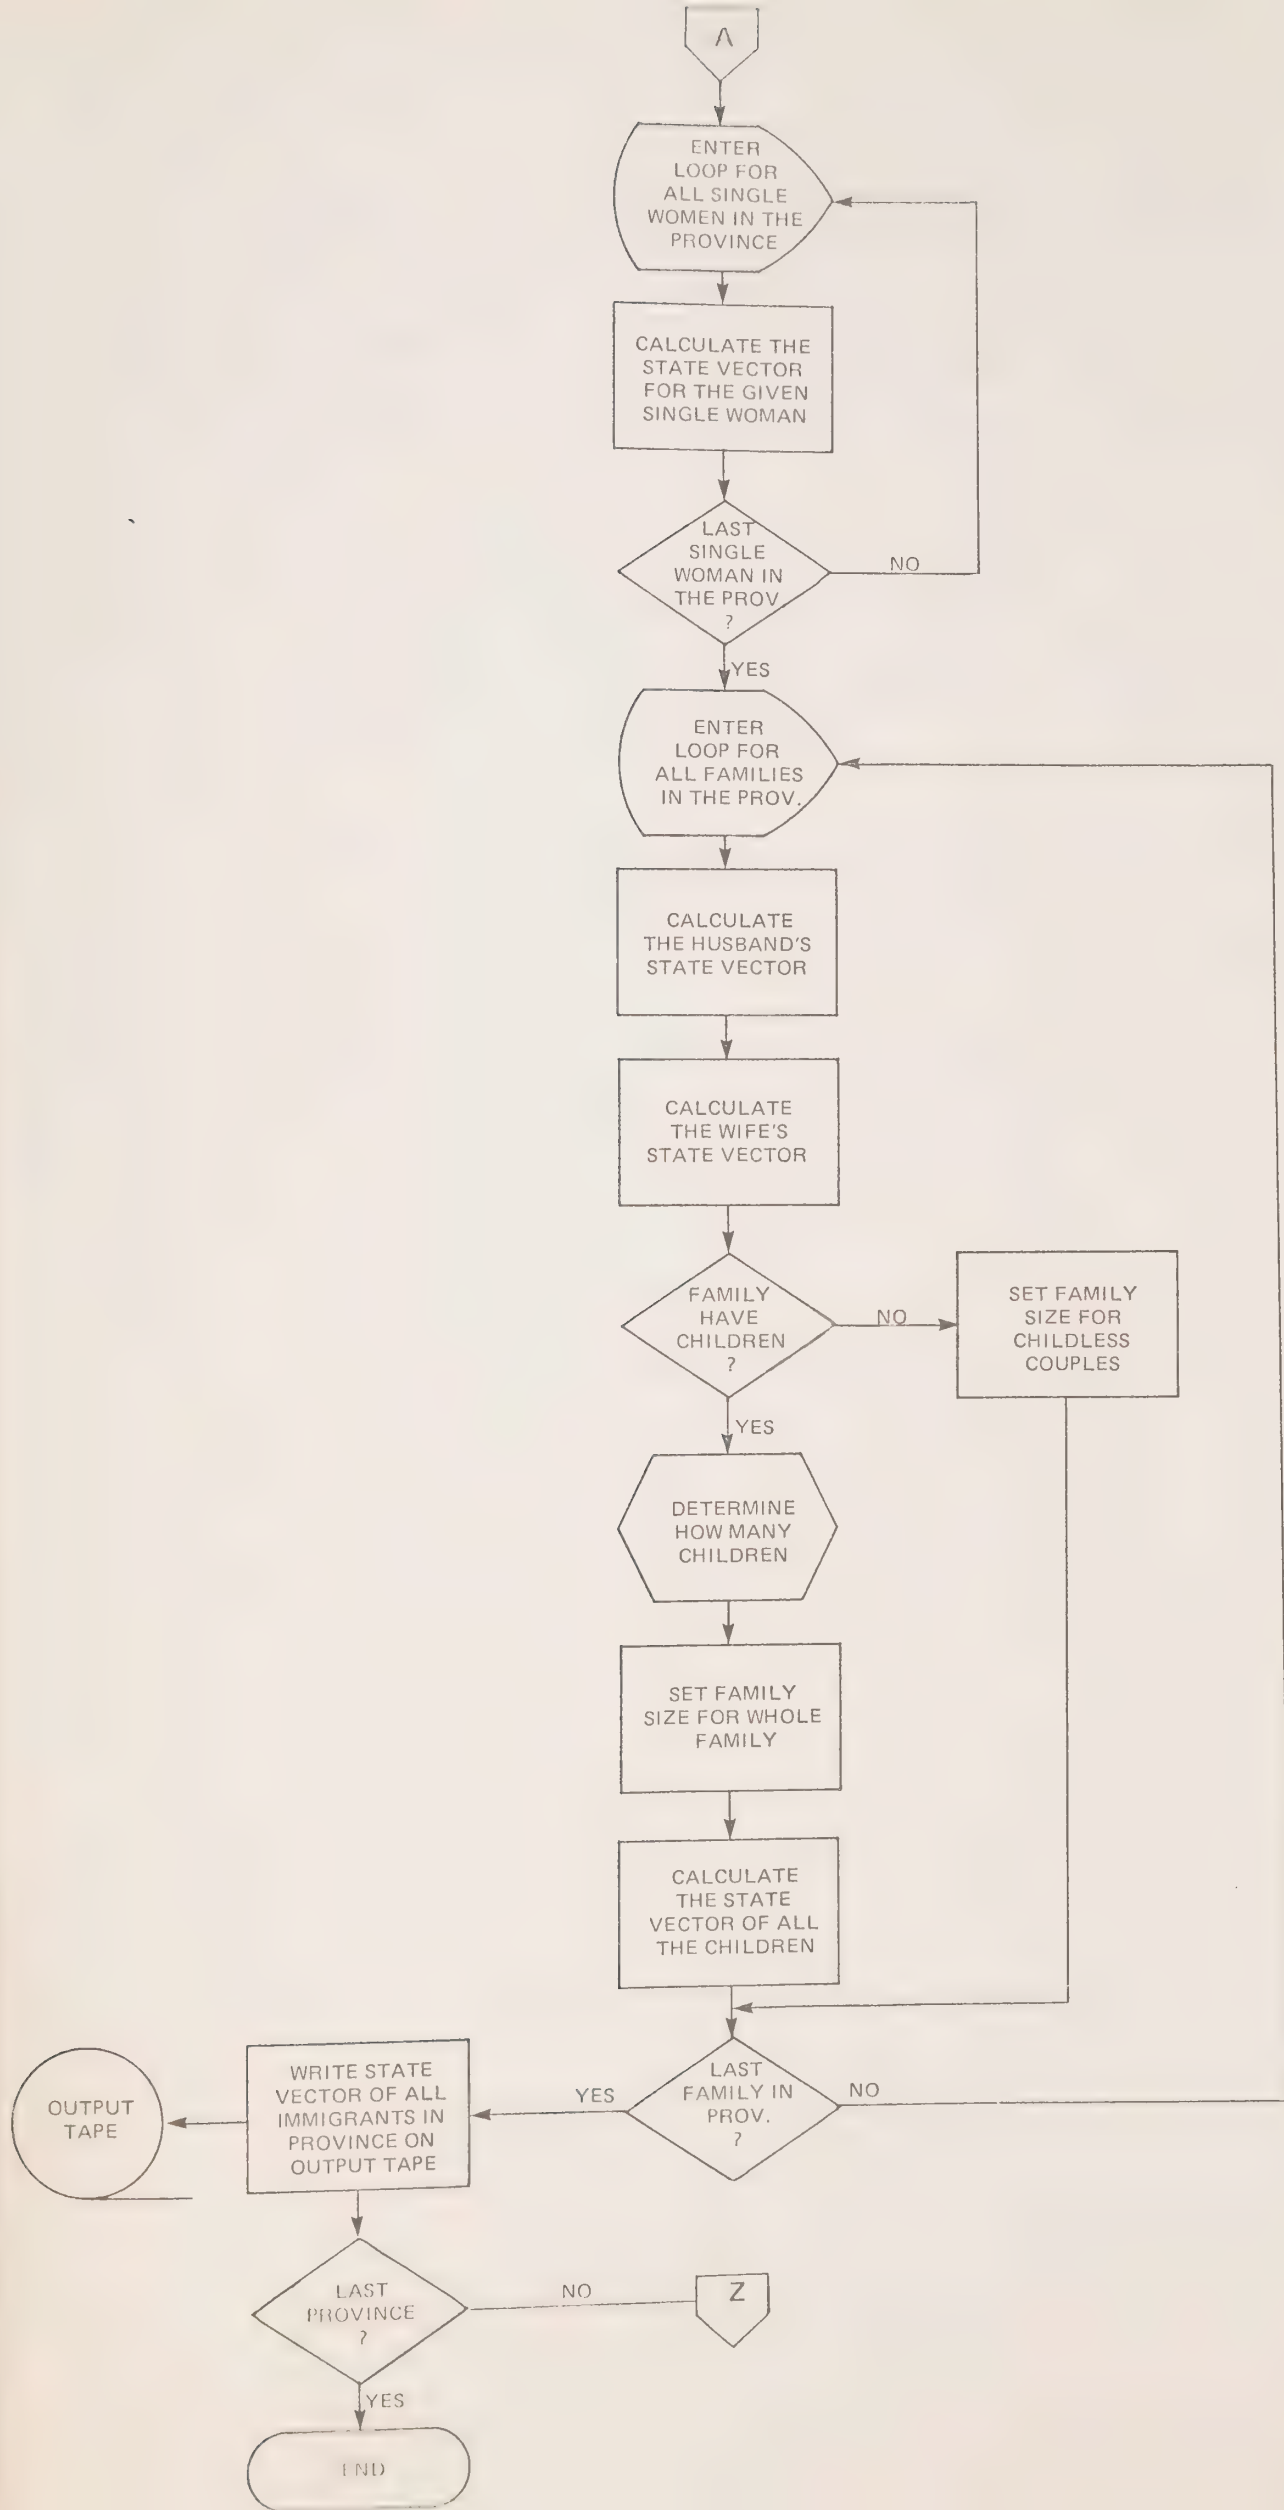 A
ENTER
LOOP FOR
ALL SINGLE
WOMEN IN THE
PROVINCE
CALCULATE THE
STATE VECTOR
FOR THE GIVEN
SINGLE WOMAN
LAST
SINGLE
WOMAN IN
THE PROV
?
NO
YES
ENTER
LOOP FOR
ALL FAMILIES
IN THE PROV.
CALCULATE
THE HUSBAND'S
STATE VECTOR
CALCULATE
THE WIFE'S
STATE VECTOR
FAMILY
HAVE
CHILDREN
?
NO
SET FAMILY
SIZE FOR
CHILDLESS
COUPLES
YES
DETERMINE
HOW MANY
CHILDREN
SET FAMILY
SIZE FOR WHOLE
FAMILY
CALCULATE
THE STATE
VECTOR OF ALL
THE CHILDREN
LAST
FAMILY IN
PROV.
?
NO
YES
WRITE STATE
VECTOR OF ALL
IMMIGRANTS IN
PROVINCE ON
OUTPUT TAPE
OUTPUT
TAPE
LAST
PROVINCE
?
NO
Z
YES
END